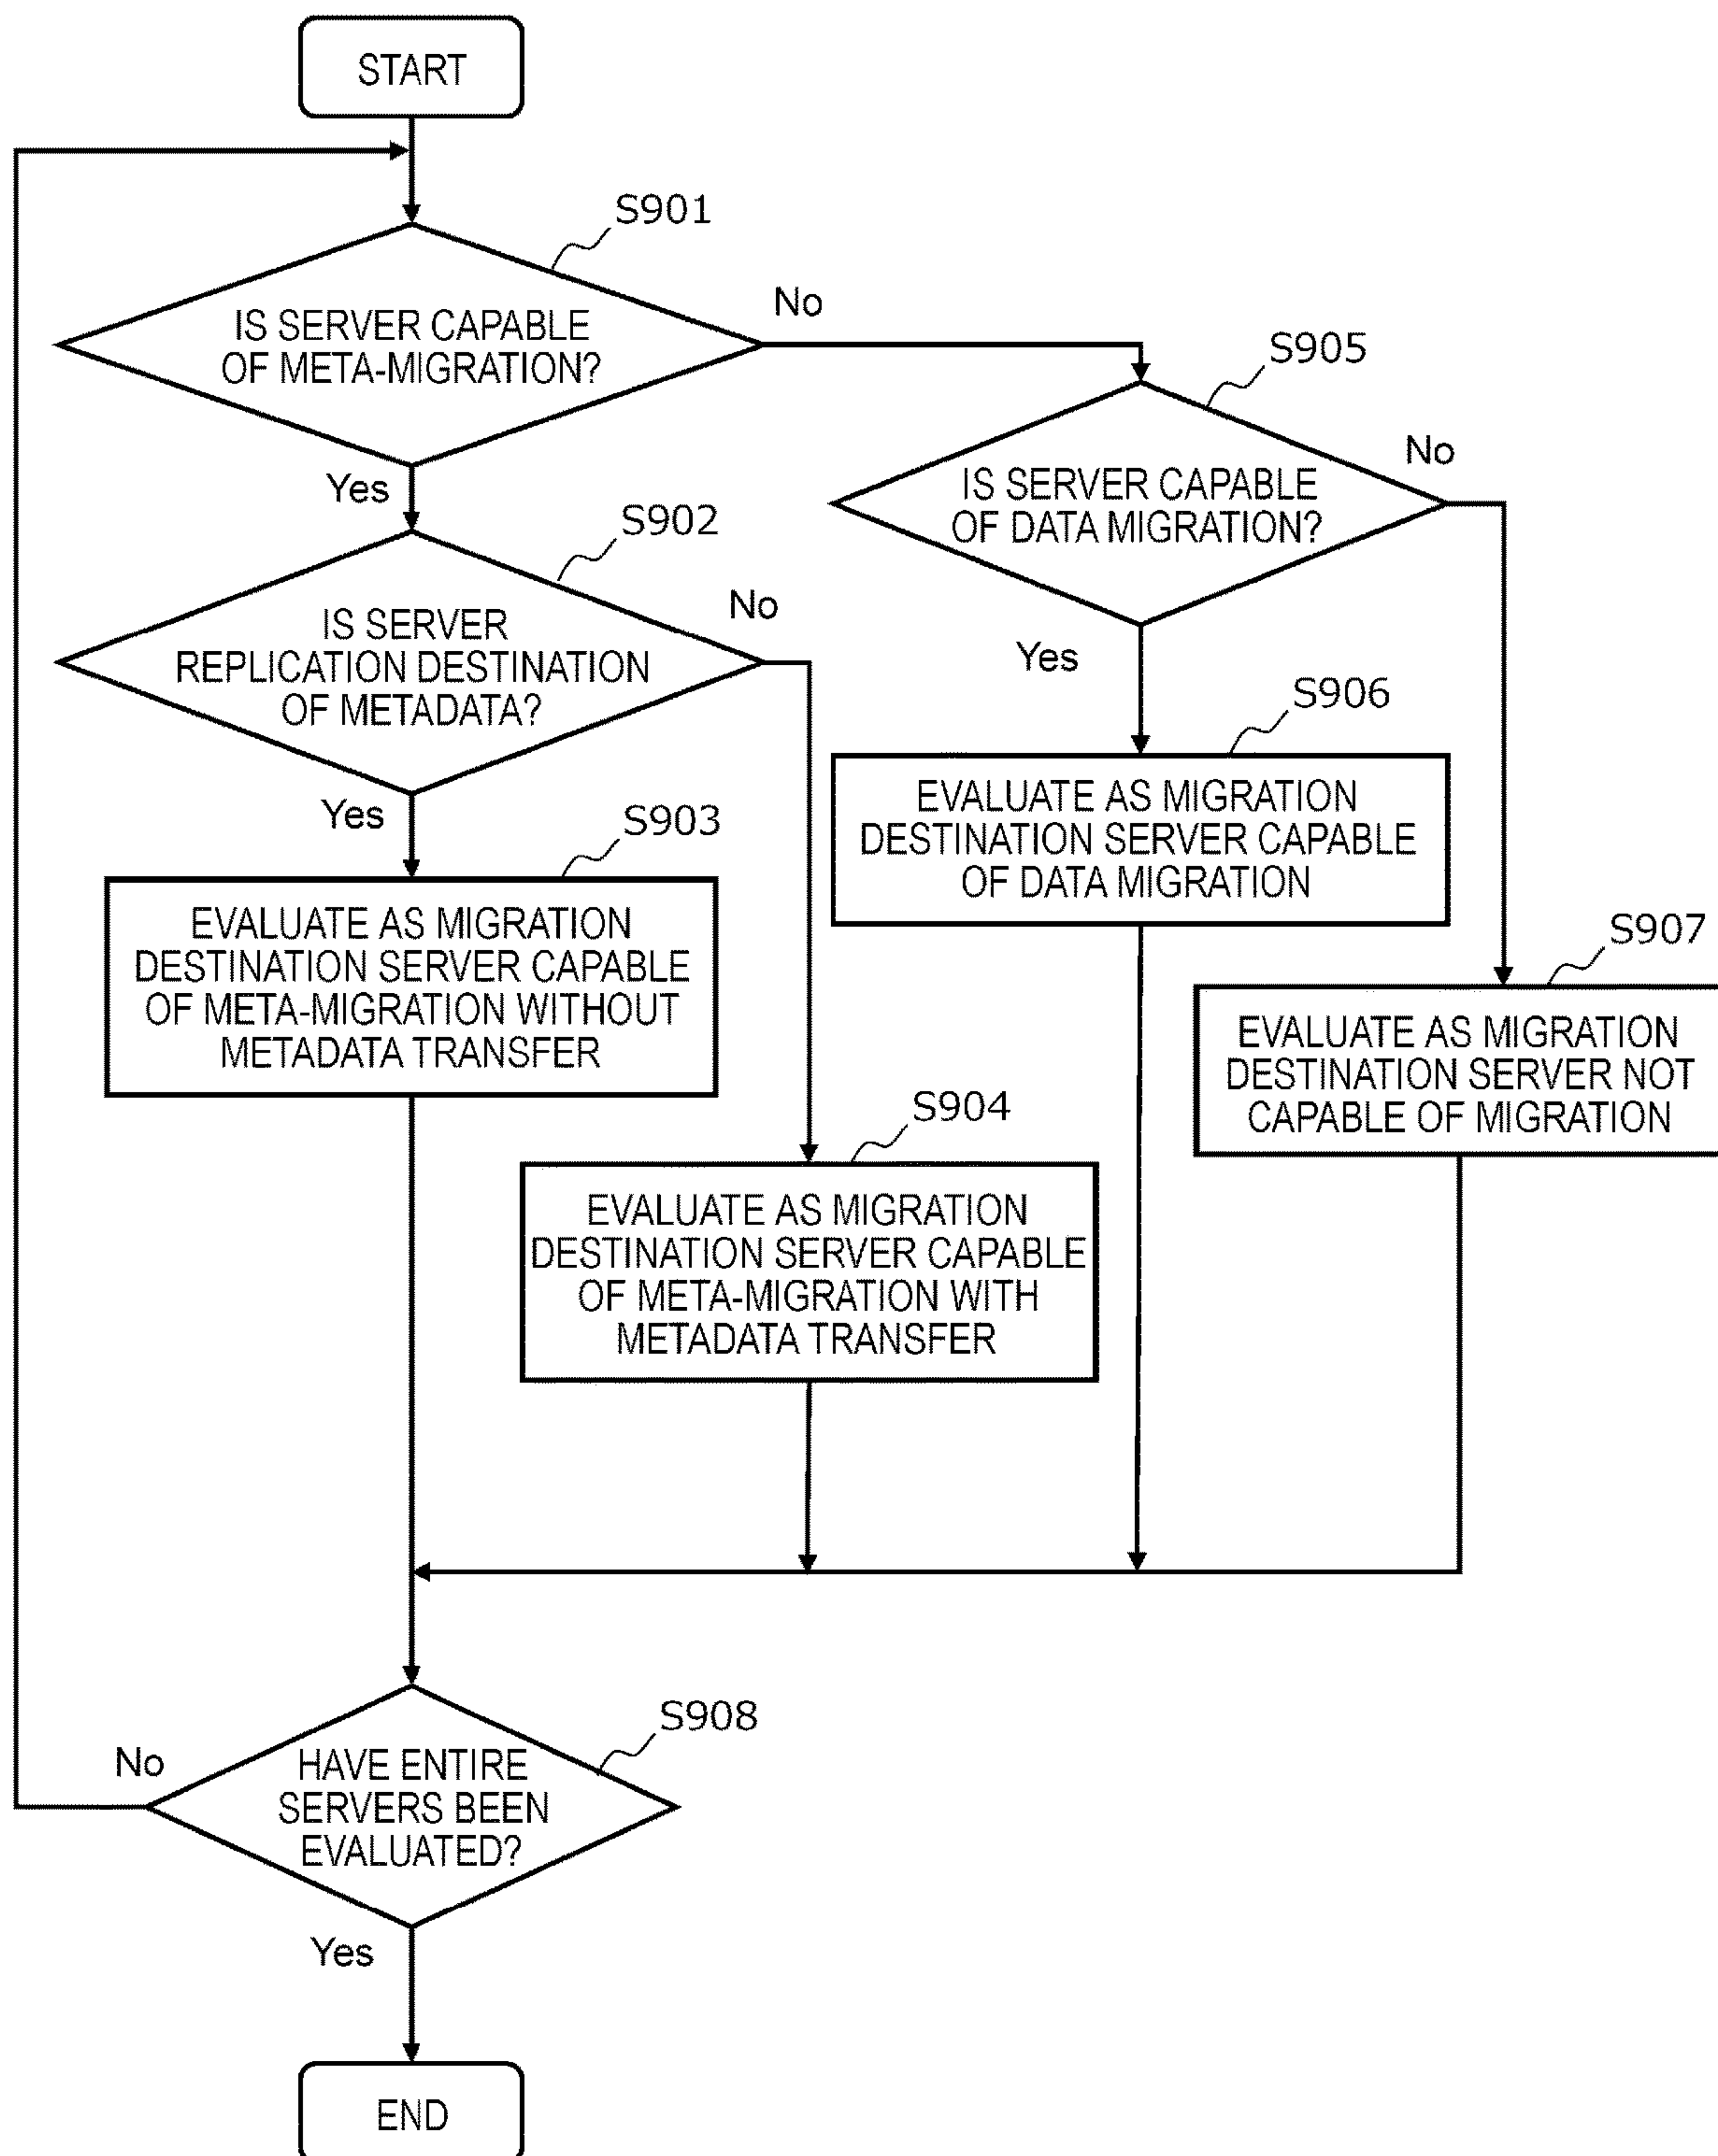 START
S901
IS SERVER CAPABLE
OF META-MIGRATION?
No
Yes
S905
IS SERVER CAPABLE
OF DATA MIGRATION?
No
Yes
S902
IS SERVER
REPLICATION DESTINATION
OF METADATA?
No
Yes
S903
EVALUATE AS MIGRATION
DESTINATION SERVER CAPABLE
OF META-MIGRATION WITHOUT
METADATA TRANSFER
S906
EVALUATE AS MIGRATION
DESTINATION SERVER CAPABLE
OF DATA MIGRATION
S907
EVALUATE AS MIGRATION
DESTINATION SERVER NOT
CAPABLE OF MIGRATION
S904
EVALUATE AS MIGRATION
DESTINATION SERVER CAPABLE
OF META-MIGRATION WITH
METADATA TRANSFER
S908
HAVE ENTIRE
SERVERS BEEN
EVALUATED?
No
Yes
END